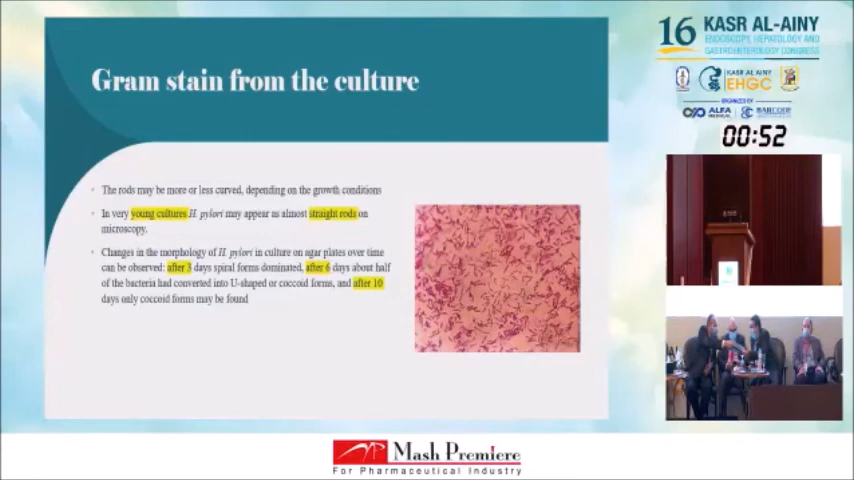 Gram stain from the culture
The rods may be more or less curved, depending on the growth conditions
In very young cultures H. pylori may appear as almost straight rods on
microscopy.
Changes in the morphology of H. pylori in culture on agar plates over time
can be observed: after 3 days spiral forms dominated, after 6 days about half
of the bacteria had converted into U-shaped or coccoid forms, and after 10
days only coccoid forms may be found
16 KASR AL-AINY
ENDOSCOPY, HEPATOLOGY AND
GASTROENTEROLOGY CONGRESS
KASR AL AINY
EHGC
ORGANIZED BY
ALFA
MEDICAL
BARCODE
00:52
Mash Premiere
For Pharmaceutical Industry